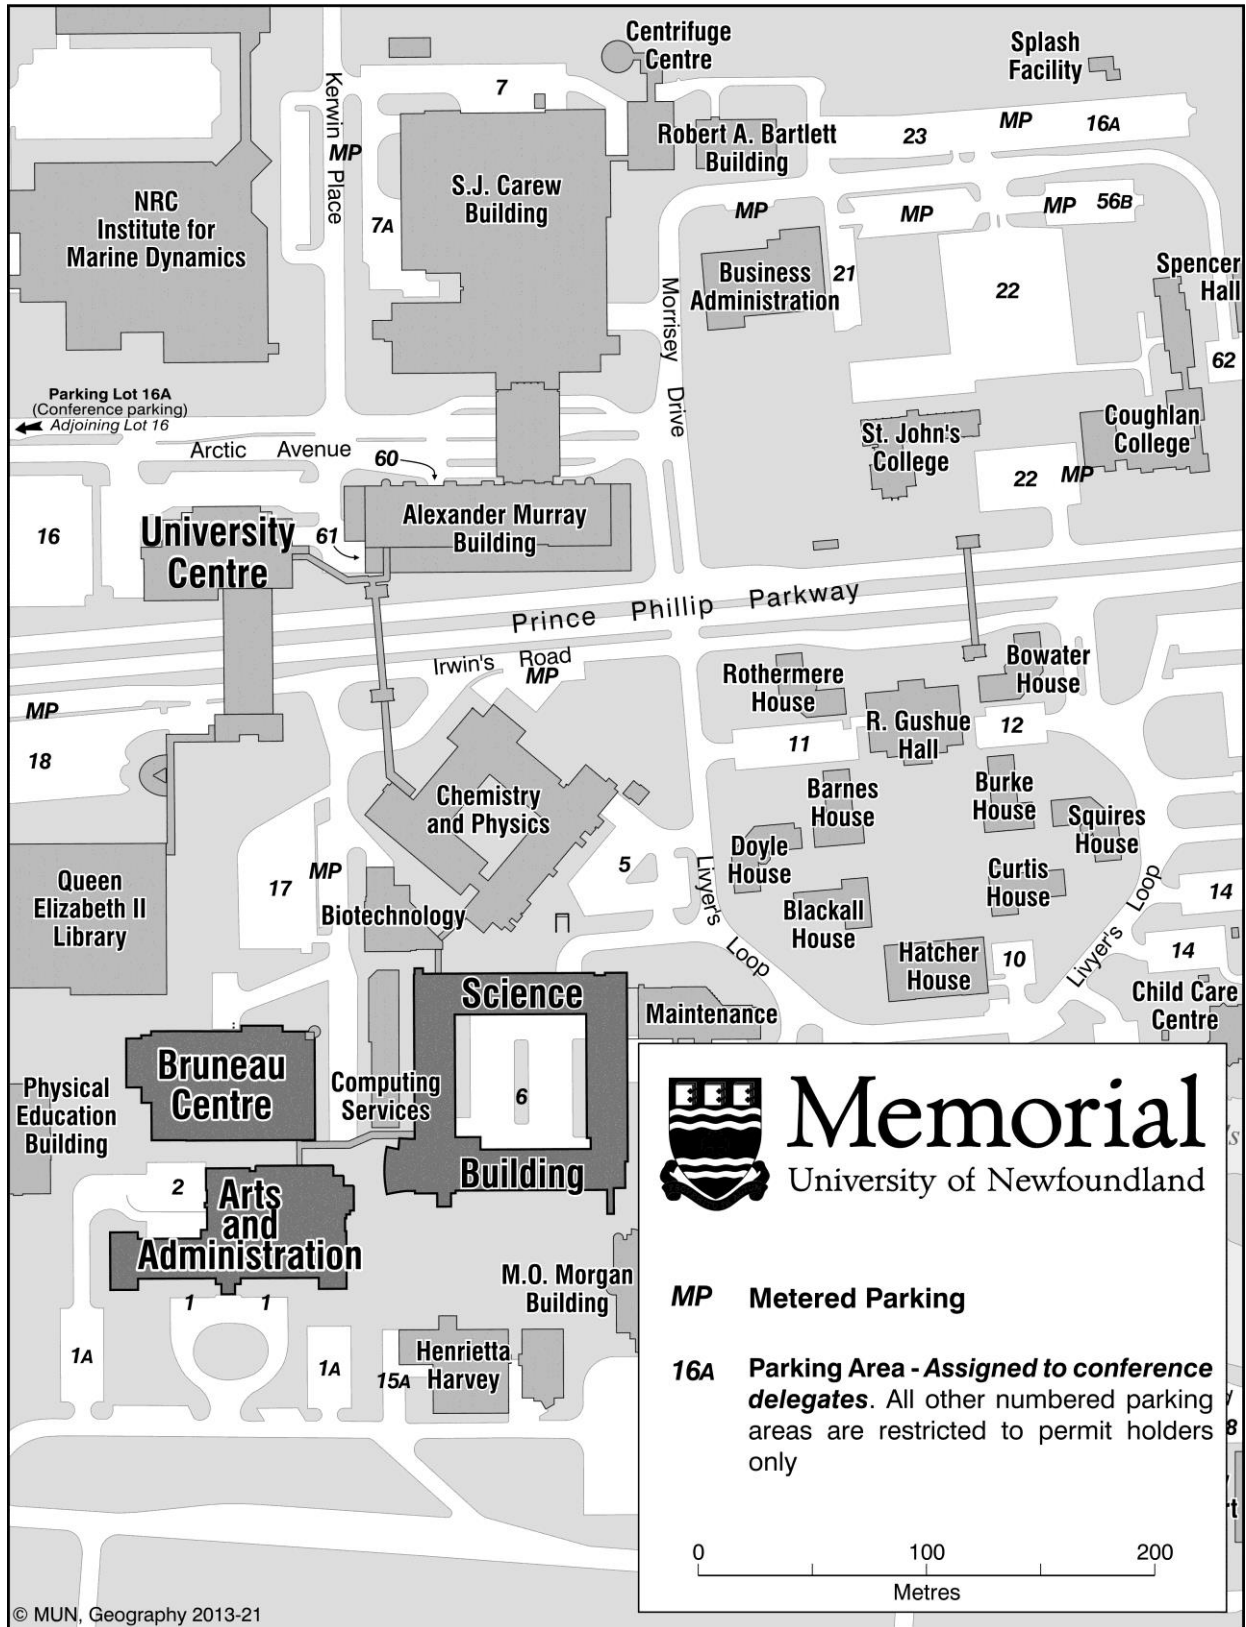 Centrifuge
Centre
Splash
Facility
Kerwin Place
7
MP
7A
S.J. Carew
Building
Robert A. Bartlett
Building
23
MP
16A
NRC
Institute for
Marine Dynamics
MP
MP
MP
56B
Business
Administration
21
22
Spencer
Hall
62
Morrisey Drive
Parking Lot 16A
(Conference parking)
Adjoining Lot 16
Arctic Avenue
60
St. John's
College
Coughlan
College
22
MP
16
University
Centre
61
Alexander Murray
Building
Prince Phillip Parkway
Irwin's Road
MP
MP
18
Rothermere
House
Bowater
House
R. Gushue
Hall
11
12
Chemistry
and Physics
Barnes
House
Burke
House
Squires
House
Doyle
House
5
Curtis
House
Blackall
House
Livyer's Loop
Livyer's Loop
14
14
Queen
Elizabeth II
Library
17
MP
Biotechnology
Hatcher
House
10
Science
Building
6
Maintenance
Child Care
Centre
Bruneau
Centre
Computing
Services
Physical
Education
Building
2
Arts
and
Administration
1
1
1A
1A
15A
Henrietta
Harvey
M.O. Morgan
Building
Memorial
University of Newfoundland
's
MP Metered Parking
16A Parking Area - Assigned to conference
delegates. All other numbered parking
areas are restricted to permit holders
only
8
rt
0 100 200
Metres
© MUN, Geography 2013-21